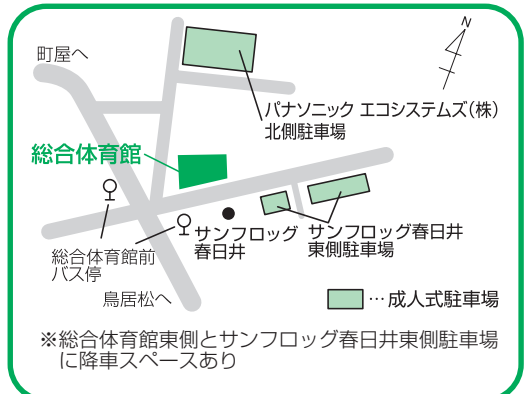 町屋へ
N
パナソニック エコシステムズ(株)
北側駐車場
総合体育館
サンフロッグ
春日井
サンフロッグ春日井
東側駐車場
総合体育館前
バス停
鳥居松へ
…成人式駐車場
※総合体育館東側とサンフロッグ春日井東側駐車場
に降車スペースあり